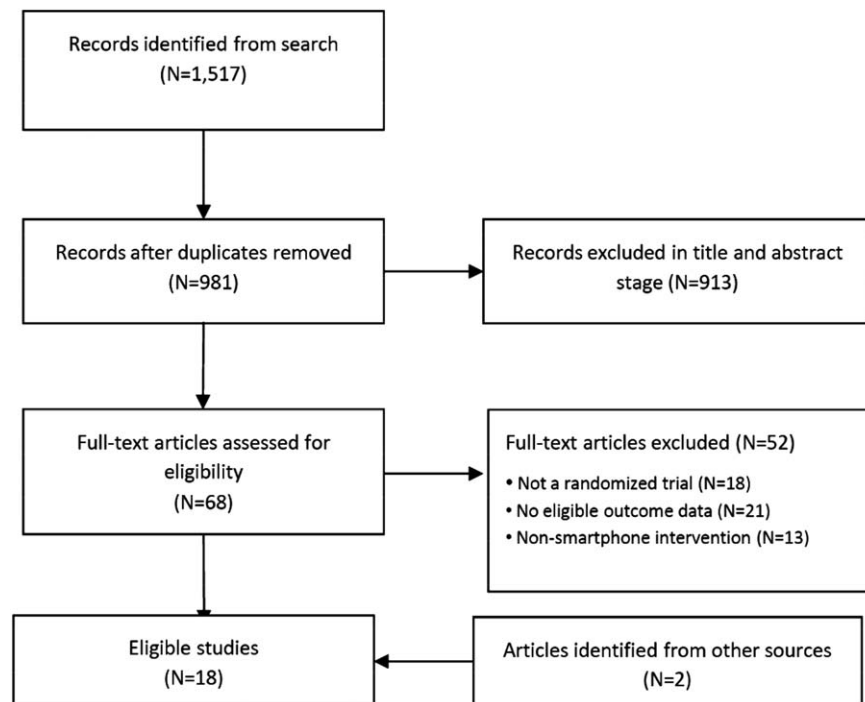 Records identified from search
(N=1,517)
Records after duplicates removed
(N=981)
Records excluded in title and abstract
stage (N=913)
Full-text articles assessed for
eligibility
(N=68)
Full-text articles excluded (N=52)
• Not a randomized trial (N=18)
• No eligible outcome data (N=21)
• Non-smartphone intervention (N=13)
Eligible studies
(N=18)
Articles identified from other sources
(N=2)